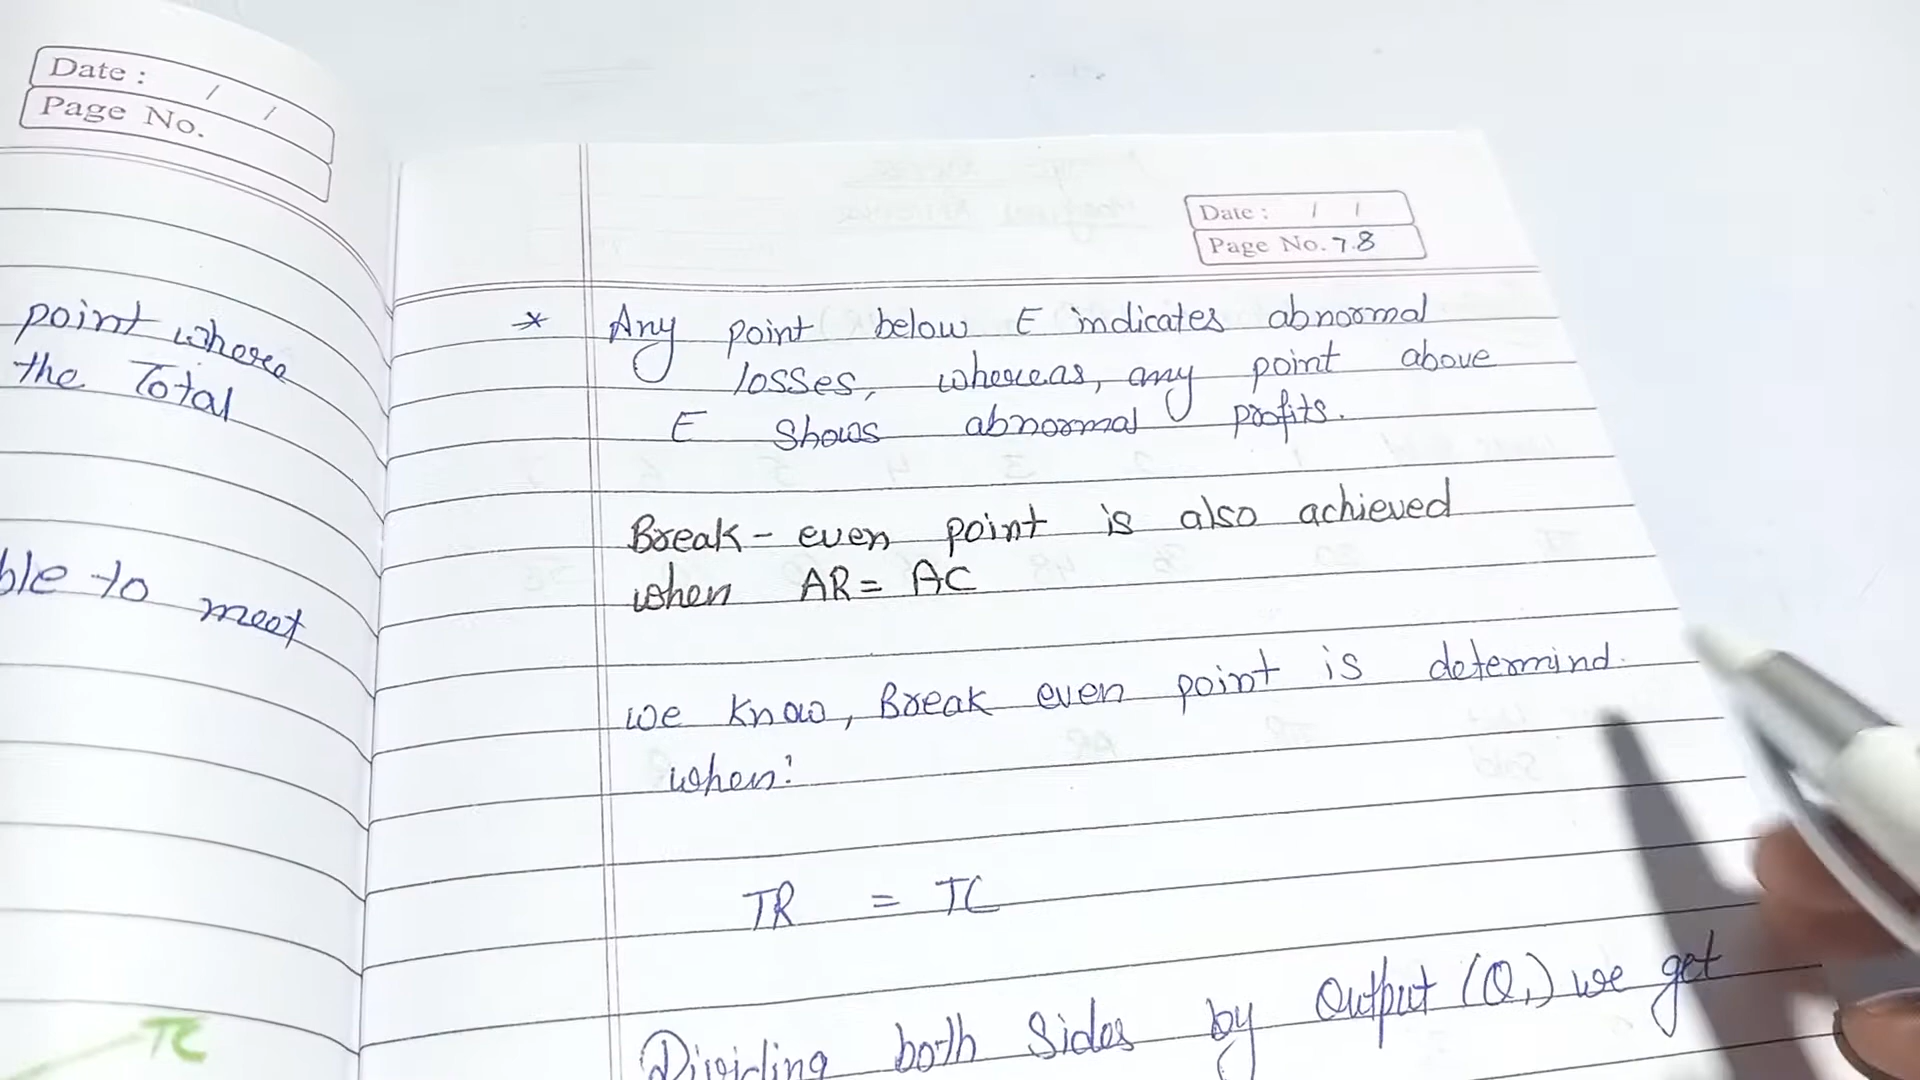 Date : / /
Page No.
point where
the Total
ble to meet
TC
Date : / /
Page No. 7.8
* Any point below E indicates abnormal
losses, whereas, any point above
E shows abnormal profits.
Break - even point is also achieved
when AR = AC
we know, Break even point is determind.
when:
TR = TC
Dividing both sides by Output (Q,) we get